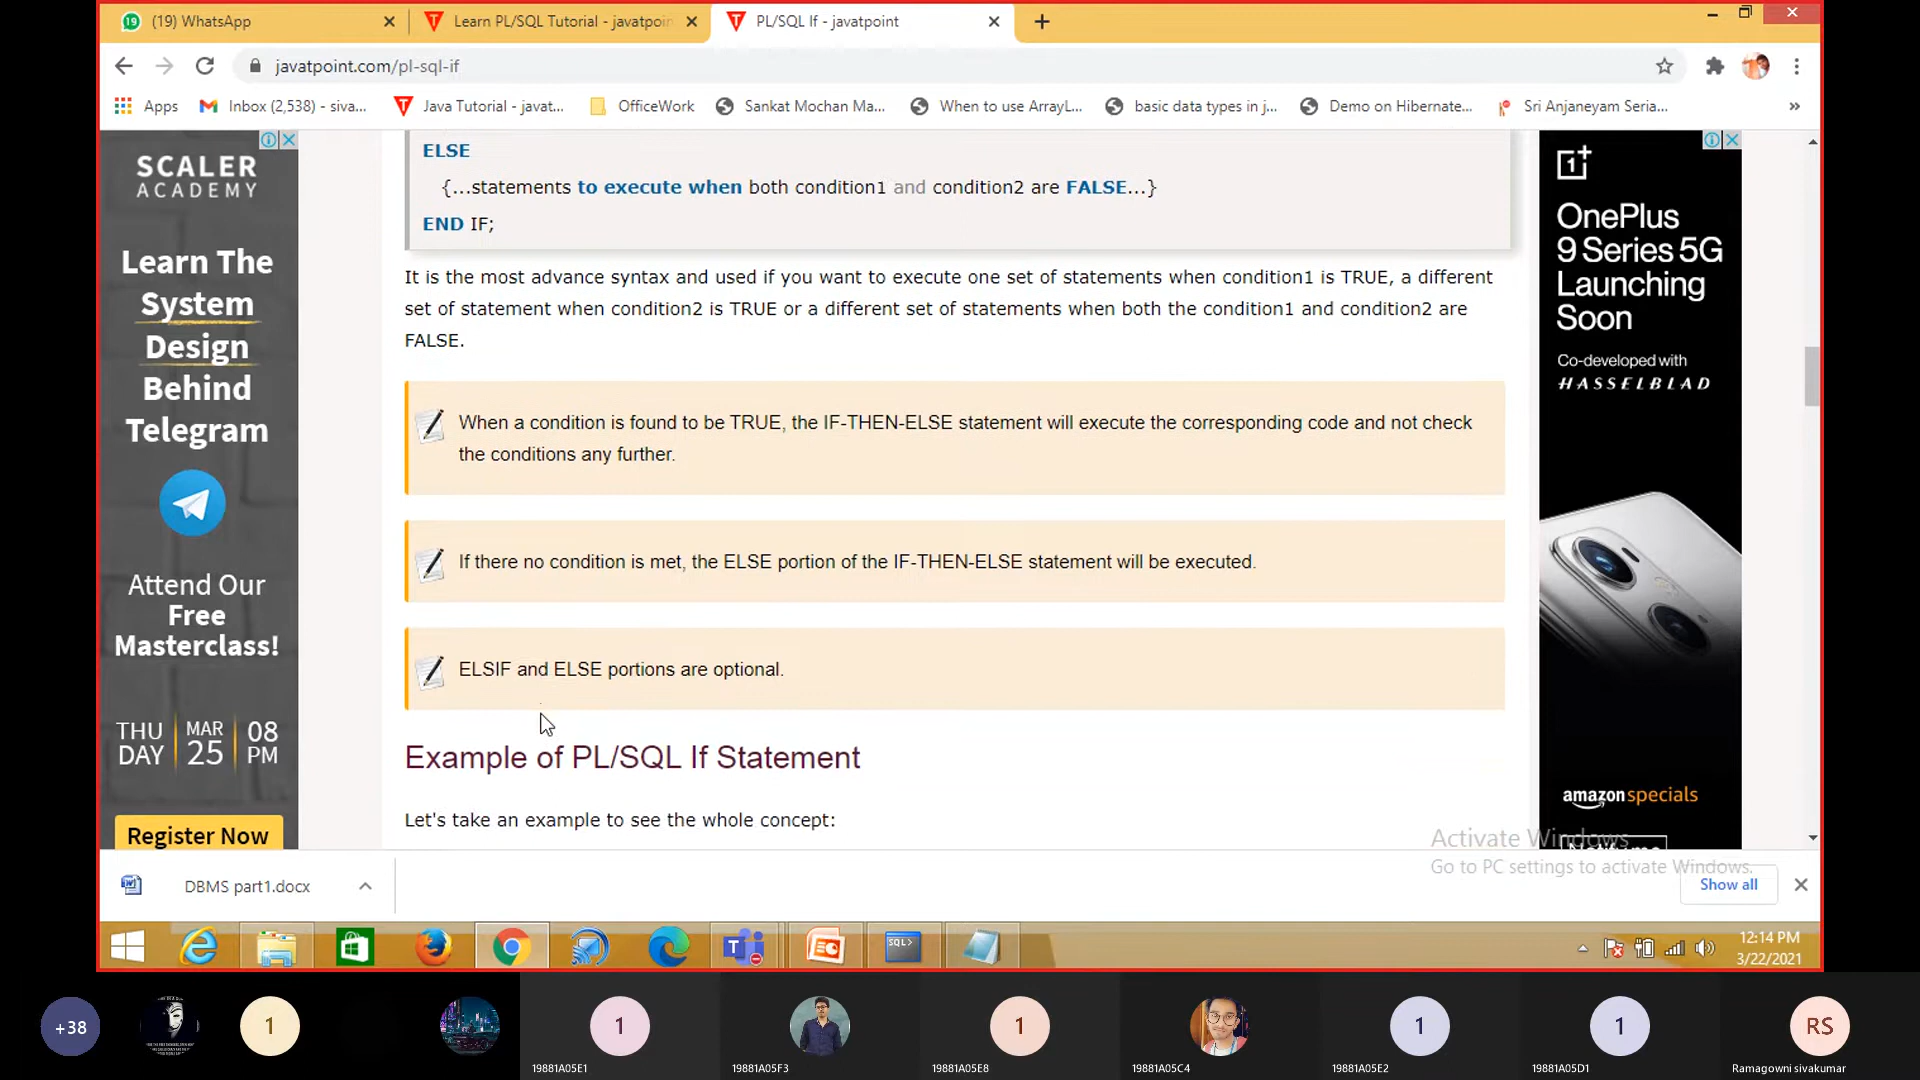 (19) WhatsApp
Learn PL/SQL Tutorial - javatpoin
PL/SQL If - javatpoint
javatpoint.com/pl-sql-if
Apps
Inbox (2,538) - siva...
Java Tutorial - javat...
OfficeWork
Sankat Mochan Ma...
When to use ArrayL...
basic data types in j...
Demo on Hibernate...
Sri Anjaneyam Seria...
SCALER
ACADEMY
Learn The
System
Design
Behind
Telegram
Attend Our
Free
Masterclass!
THU MAR 08
DAY 25 PM
Register Now
ELSE
{...statements to execute when both condition1 and condition2 are FALSE...}
END IF;
It is the most advance syntax and used if you want to execute one set of statements when condition1 is TRUE, a different
set of statement when condition2 is TRUE or a different set of statements when both the condition1 and condition2 are
FALSE.
When a condition is found to be TRUE, the IF-THEN-ELSE statement will execute the corresponding code and not check
the conditions any further.
If there no condition is met, the ELSE portion of the IF-THEN-ELSE statement will be executed.
ELSIF and ELSE portions are optional.
Example of PL/SQL If Statement
Let's take an example to see the whole concept:
OnePlus
9 Series 5G
Launching
Soon
Co-developed with
HASSELBLAD
amazonspecials
Activate Windows
Go to PC settings to activate Windows.
DBMS part1.docx
Show all
SQL>
12:14 PM
3/22/2021
+38
1
1
19881A05E1
19881A05F3
1
19881A05E8
19881A05C4
1
19881A05E2
1
19881A05D1
RS
Ramagowni sivakumar